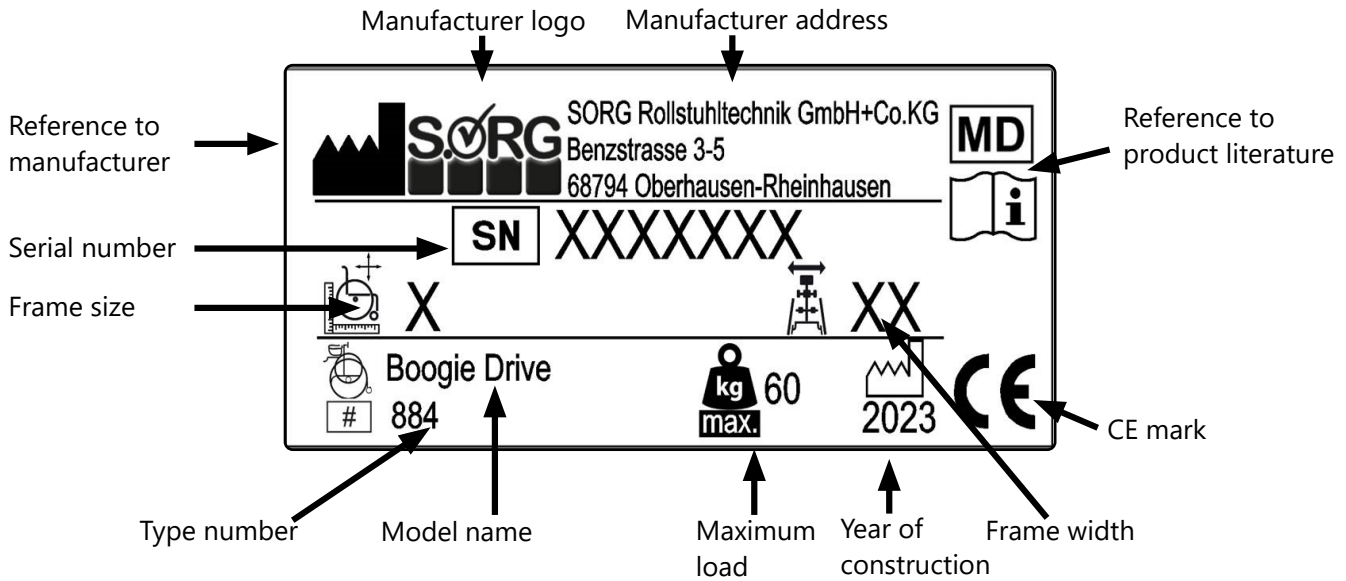 Manufacturer logo
Manufacturer address
Reference to
manufacturer
S.ORG
SORG Rollstuhltechnik GmbH+Co.KG
Benzstrasse 3-5
68794 Oberhausen-Rheinhausen
MD
i
Reference to
product literature
Serial number
SN XXXXXXX
Frame size
X
XX
Boogie Drive
# 884
kg 60
max.
2023
CE
CE mark
Type number
Model name
Maximum
load
Year of
construction
Frame width